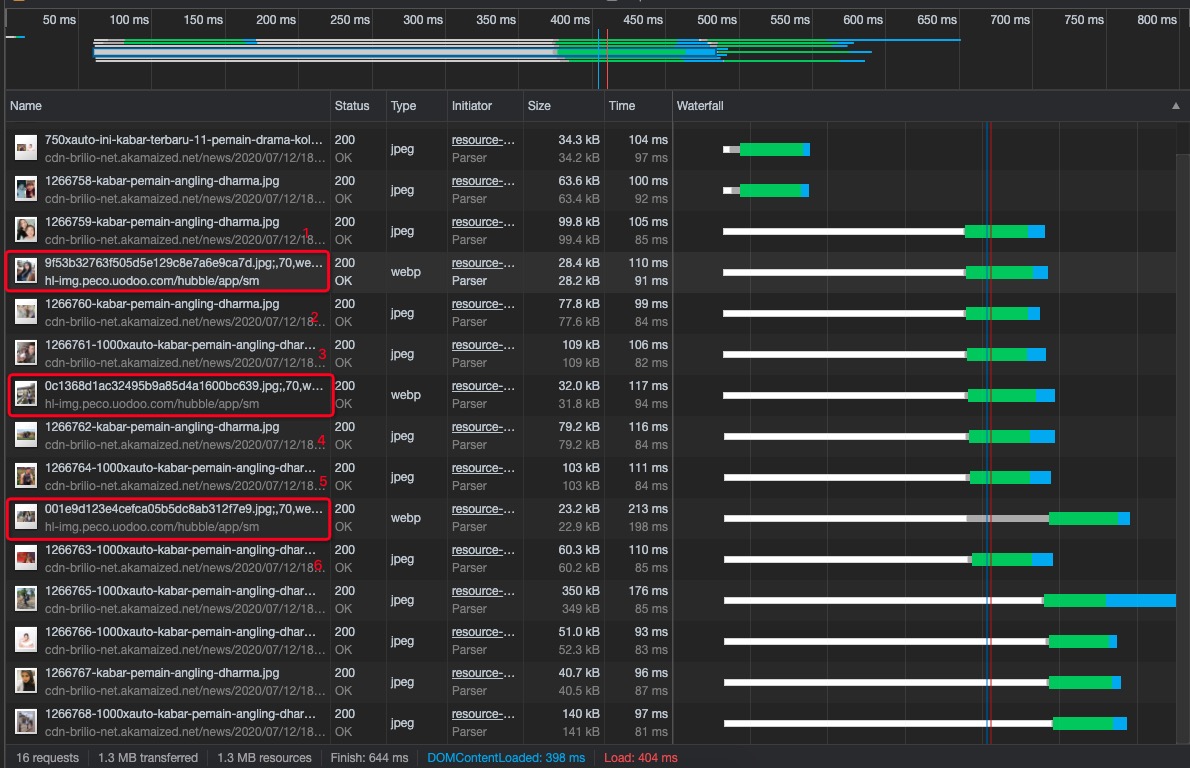 50 ms 100 ms 150 ms 200 ms 250 ms 300 ms 350 ms 400 ms 450 ms 500 ms 550 ms 600 ms 650 ms 700 ms 750 ms 800 ms
Name Status Type Initiator Size Time Waterfall ▲
750xauto-ini-kabar-terbaru-11-pemain-drama-kol... 200 jpeg resource-... 34.3 kB 104 ms
cdn-brilio-net.akamaized.net/news/2020/07/12/18... OK Parser 34.2 kB 97 ms
1266758-kabar-pemain-angling-dharma.jpg 200 jpeg resource-... 63.6 kB 100 ms
cdn-brilio-net.akamaized.net/news/2020/07/12/18... OK Parser 63.4 kB 92 ms
1266759-kabar-pemain-angling-dharma.jpg 200 jpeg resource-... 99.8 kB 105 ms
cdn-brilio-net.akamaized.net/news/2020/07/12/18... 1 OK Parser 99.4 kB 85 ms
9f53b32763f505d5e129c8e7a6e9ca7d.jpg;,70,we... 200 webp resource-... 28.4 kB 110 ms
hl-img.peco.uodoo.com/hubble/app/sm OK Parser 28.2 kB 91 ms
1266760-kabar-pemain-angling-dharma.jpg 200 jpeg resource-... 77.8 kB 99 ms
cdn-brilio-net.akamaized.net/news/2020/07/12/18... 2 OK Parser 77.6 kB 84 ms
1266761-1000xauto-kabar-pemain-angling-dhar... 200 jpeg resource-... 109 kB 106 ms
cdn-brilio-net.akamaized.net/news/2020/07/12/18... 3 OK Parser 109 kB 82 ms
0c1368d1ac32495b9a85d4a1600bc639.jpg;,70,w... 200 webp resource-... 32.0 kB 117 ms
hl-img.peco.uodoo.com/hubble/app/sm OK Parser 31.8 kB 94 ms
1266762-kabar-pemain-angling-dharma.jpg 200 jpeg resource-... 79.2 kB 116 ms
cdn-brilio-net.akamaized.net/news/2020/07/12/18... 4 OK Parser 79.2 kB 84 ms
1266764-1000xauto-kabar-pemain-angling-dhar... 200 jpeg resource-... 103 kB 111 ms
cdn-brilio-net.akamaized.net/news/2020/07/12/18... 5 OK Parser 103 kB 84 ms
001e9d123e4cefca05b5dc8ab312f7e9.jpg;,70,we... 200 webp resource-... 23.2 kB 213 ms
hl-img.peco.uodoo.com/hubble/app/sm OK Parser 22.9 kB 198 ms
1266763-1000xauto-kabar-pemain-angling-dhar... 200 jpeg resource-... 60.3 kB 110 ms
cdn-brilio-net.akamaized.net/news/2020/07/12/18... 6 OK Parser 60.2 kB 85 ms
1266765-1000xauto-kabar-pemain-angling-dhar... 200 jpeg resource-... 350 kB 176 ms
cdn-brilio-net.akamaized.net/news/2020/07/12/18... OK Parser 349 kB 85 ms
1266766-1000xauto-kabar-pemain-angling-dhar... 200 jpeg resource-... 51.0 kB 93 ms
cdn-brilio-net.akamaized.net/news/2020/07/12/18... OK Parser 52.3 kB 83 ms
1266767-kabar-pemain-angling-dharma.jpg 200 jpeg resource-... 40.7 kB 96 ms
cdn-brilio-net.akamaized.net/news/2020/07/12/18... OK Parser 40.5 kB 87 ms
1266768-1000xauto-kabar-pemain-angling-dhar... 200 jpeg resource-... 140 kB 97 ms
cdn-brilio-net.akamaized.net/news/2020/07/12/18... OK Parser 141 kB 81 ms
16 requests 1.3 MB transferred 1.3 MB resources Finish: 644 ms DOMContentLoaded: 398 ms Load: 404 ms